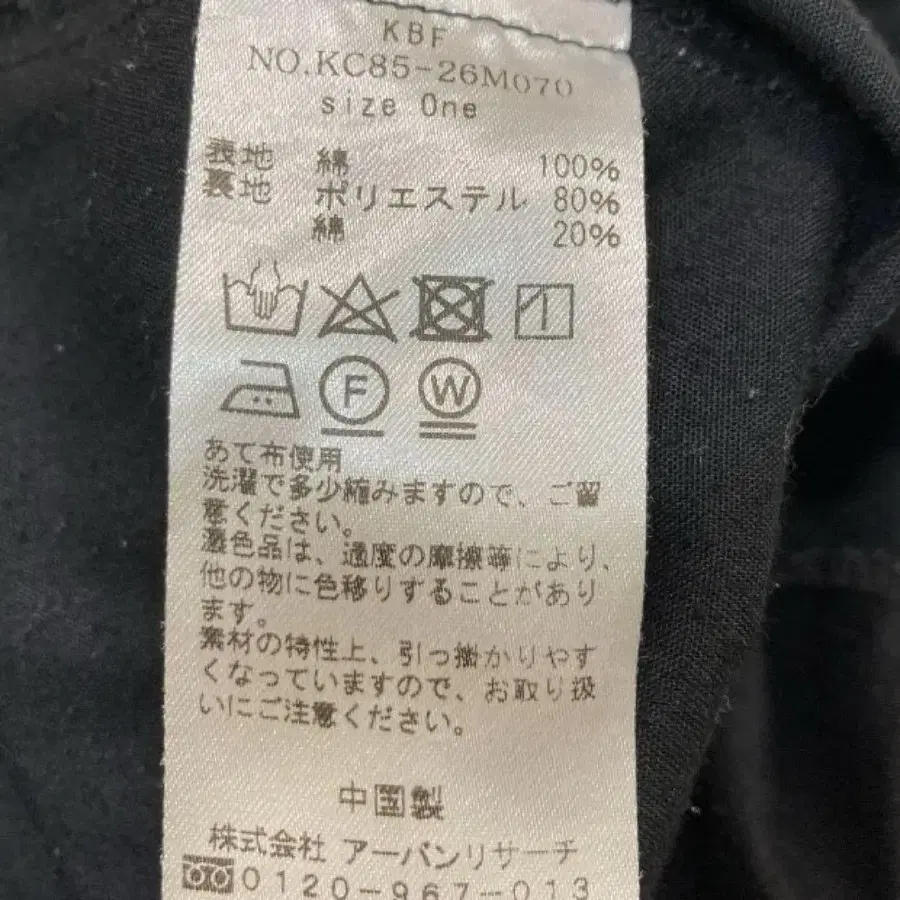 KBF
NO.KC85-26M070
size One
表地 綿 100%
裏地 ポリエステル 80%
綿 20%
F W
あて布使用
洗濯で多少縮みますので、ご留
意ください。
濃色品は、過度の摩擦等により、
他の物に色移りすることがあり
ます。
素材の特性上、引っ掛かりやす
くなっていますので、お取り扱
いにご注意ください。
中国製
株式会社 アーバンリサーチ
0120-967-013